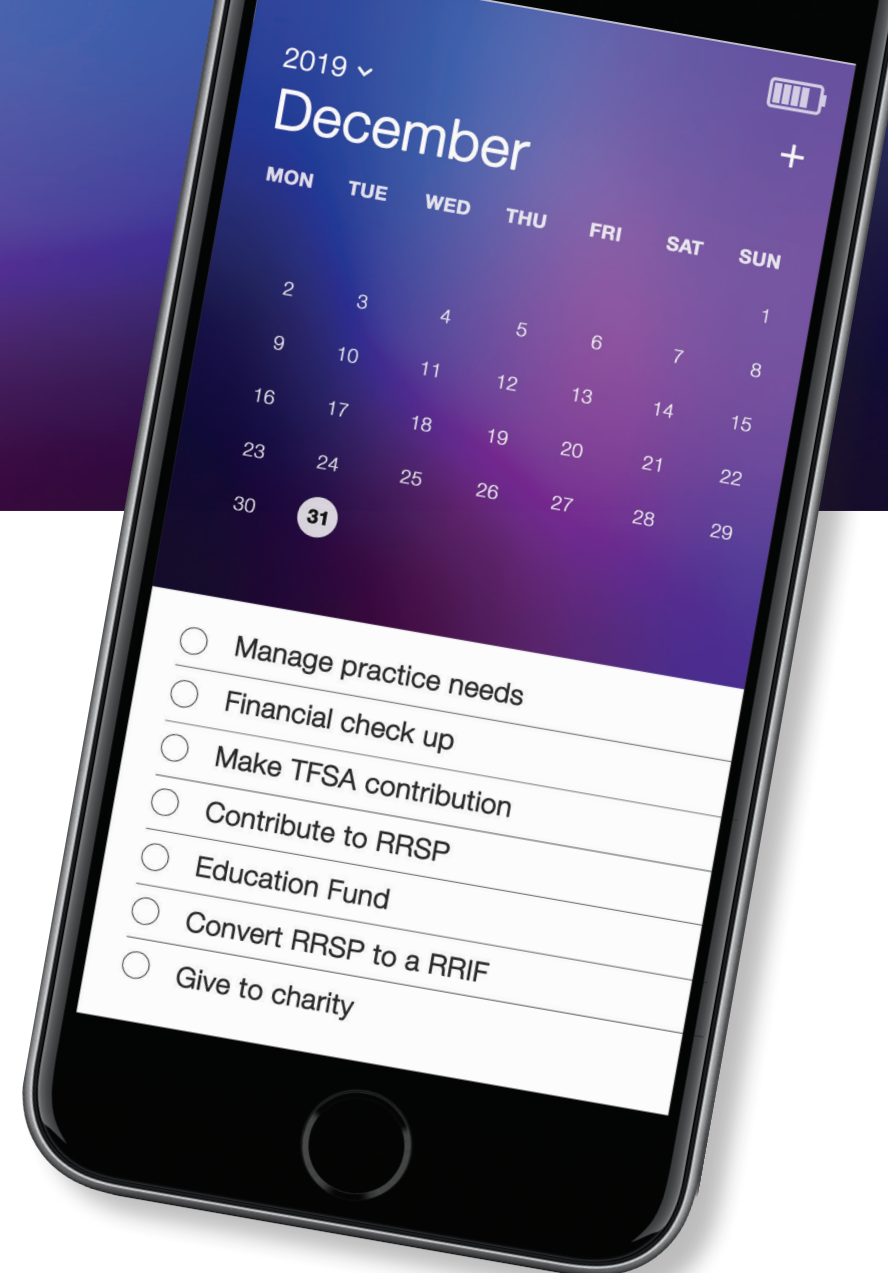 2019
December
+
MON TUE WED THU FRI SAT SUN
1
2 3 4 5 6 7 8
9 10 11 12 13 14 15
16 17 18 19 20 21 22
23 24 25 26 27 28 29
30 31
Manage practice needs
Financial check up
Make TFSA contribution
Contribute to RRSP
Education Fund
Convert RRSP to a RRIF
Give to charity